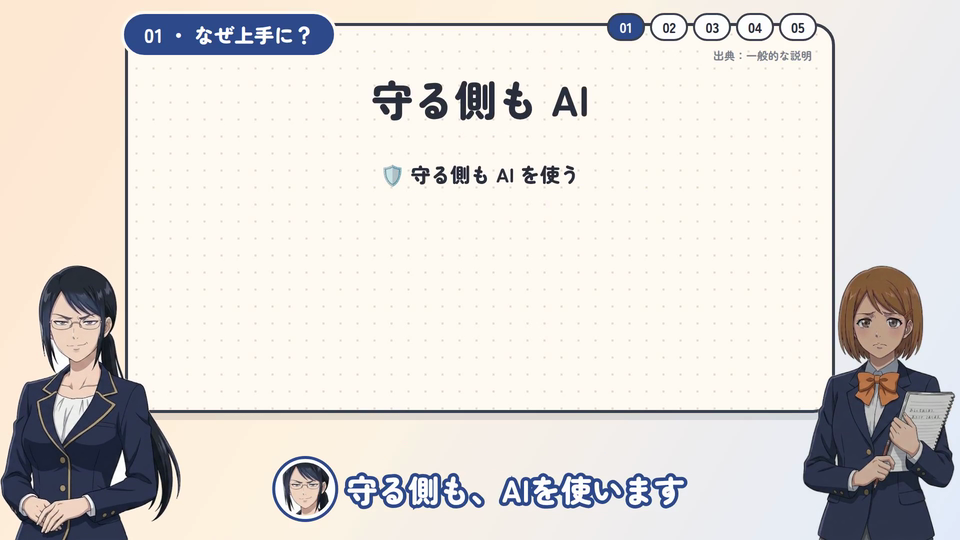 01 ・ なぜ上手に？
01 02 03 04 05
出典：一般的な説明
守る側も AI
🛡️ 守る側も AI を使う
守る側も、AIを使います